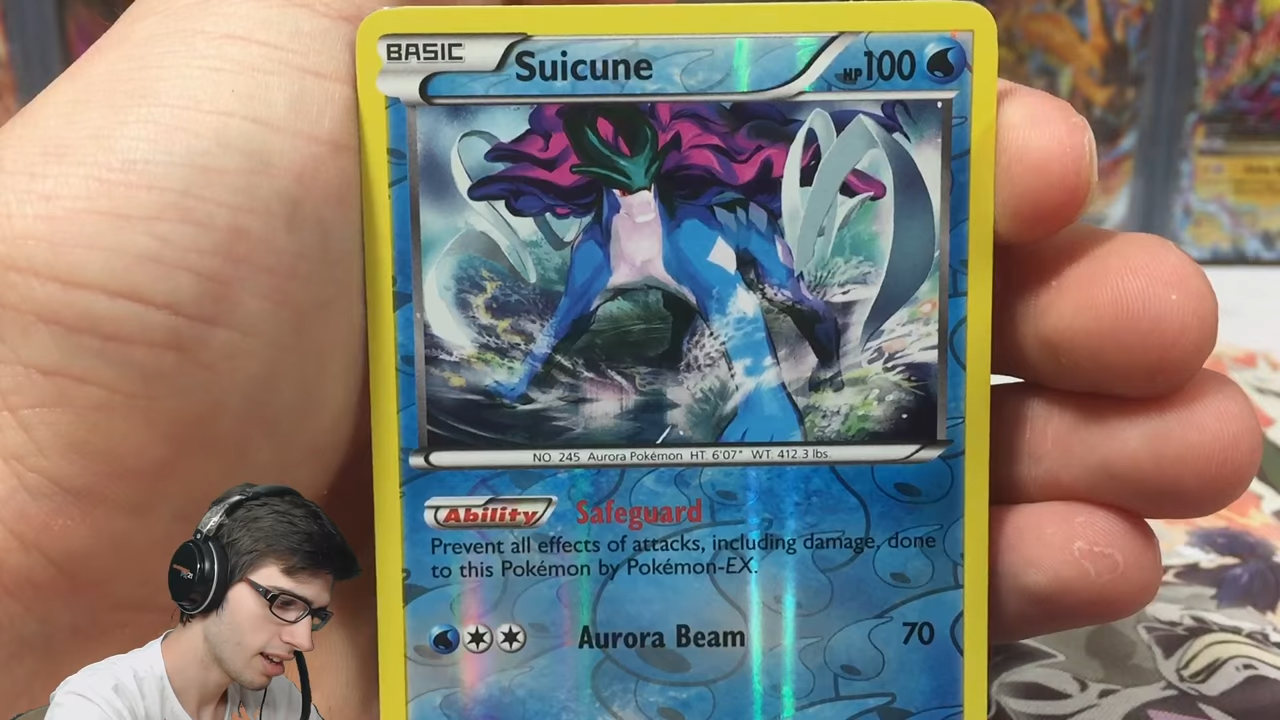 BASIC
Suicune
HP100
NO. 245 Aurora Pokémon HT. 6'07" WT. 412.3 lbs.
Ability Safeguard
Prevent all effects of attacks, including damage, done
to this Pokémon by Pokémon-EX.
Aurora Beam 70